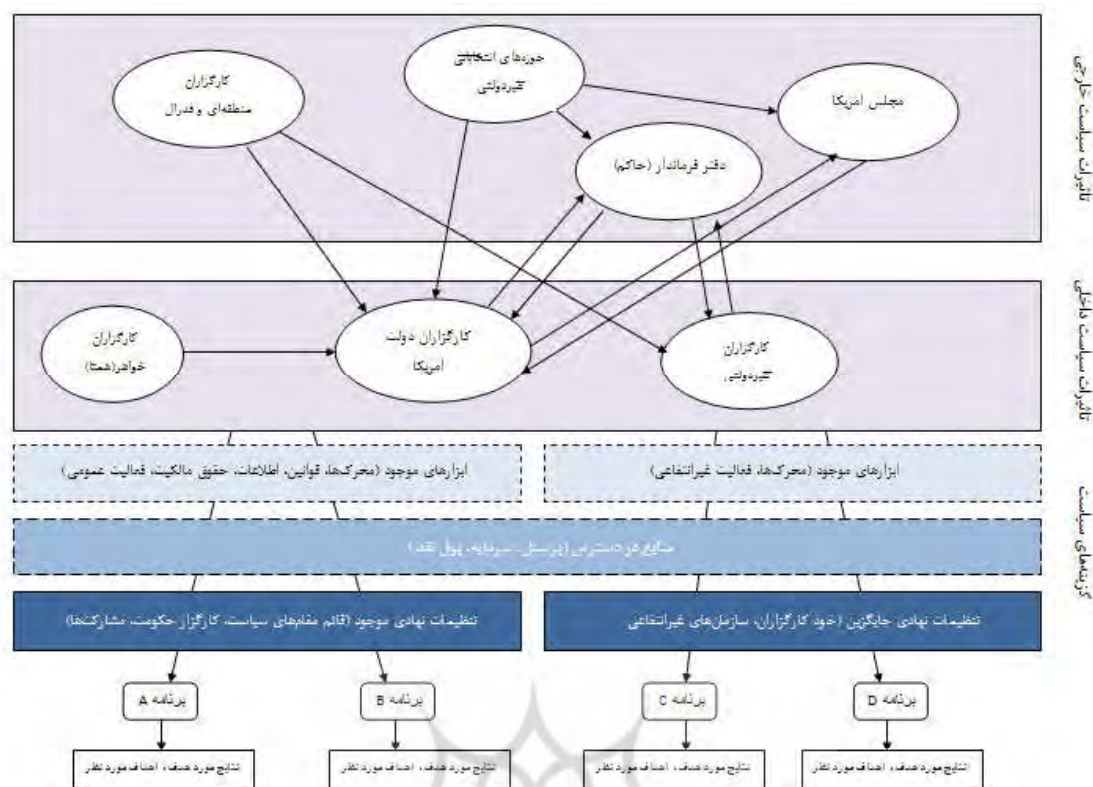 تاثیرات سیاست خارجی
کارگزاران
منطقه‌ای و فدرال
حوزه‌های انتخاباتی
غیردولتی
مجلس امریکا
دفتر فرماندار (حاکم)
تاثیرات سیاست داخلی
کارگزاران
خواهر(همتا)
کارگزاران دولت
آمریکا
کارگزاران
غیردولتی
گزینه‌های سیاست
ابزارهای موجود (محرک‌ها، قوانین، اطلاعات، حقوق مالکیت، فعالیت عمومی)
ابزارهای موجود (محرک‌ها، فعالیت غیرانتفاعی)
منابع در دسترس (پرسنل، سرمایه، پول نقد)
تنظیمات نهادی موجود (قائم مقام‌های سیاست، کارگزار حکومت، مشارکت‌ها)
تنظیمات نهادی جایگزین (خود کارگزاران، سازمان‌های غیرانتفاعی
برنامه A
برنامه B
برنامه C
برنامه D
نتایج مورد هدف، اهداف مورد نظر
نتایج مورد هدف، اهداف مورد نظر
نتایج مورد هدف، اهداف مورد نظر
نتایج مورد هدف، اهداف مورد نظر